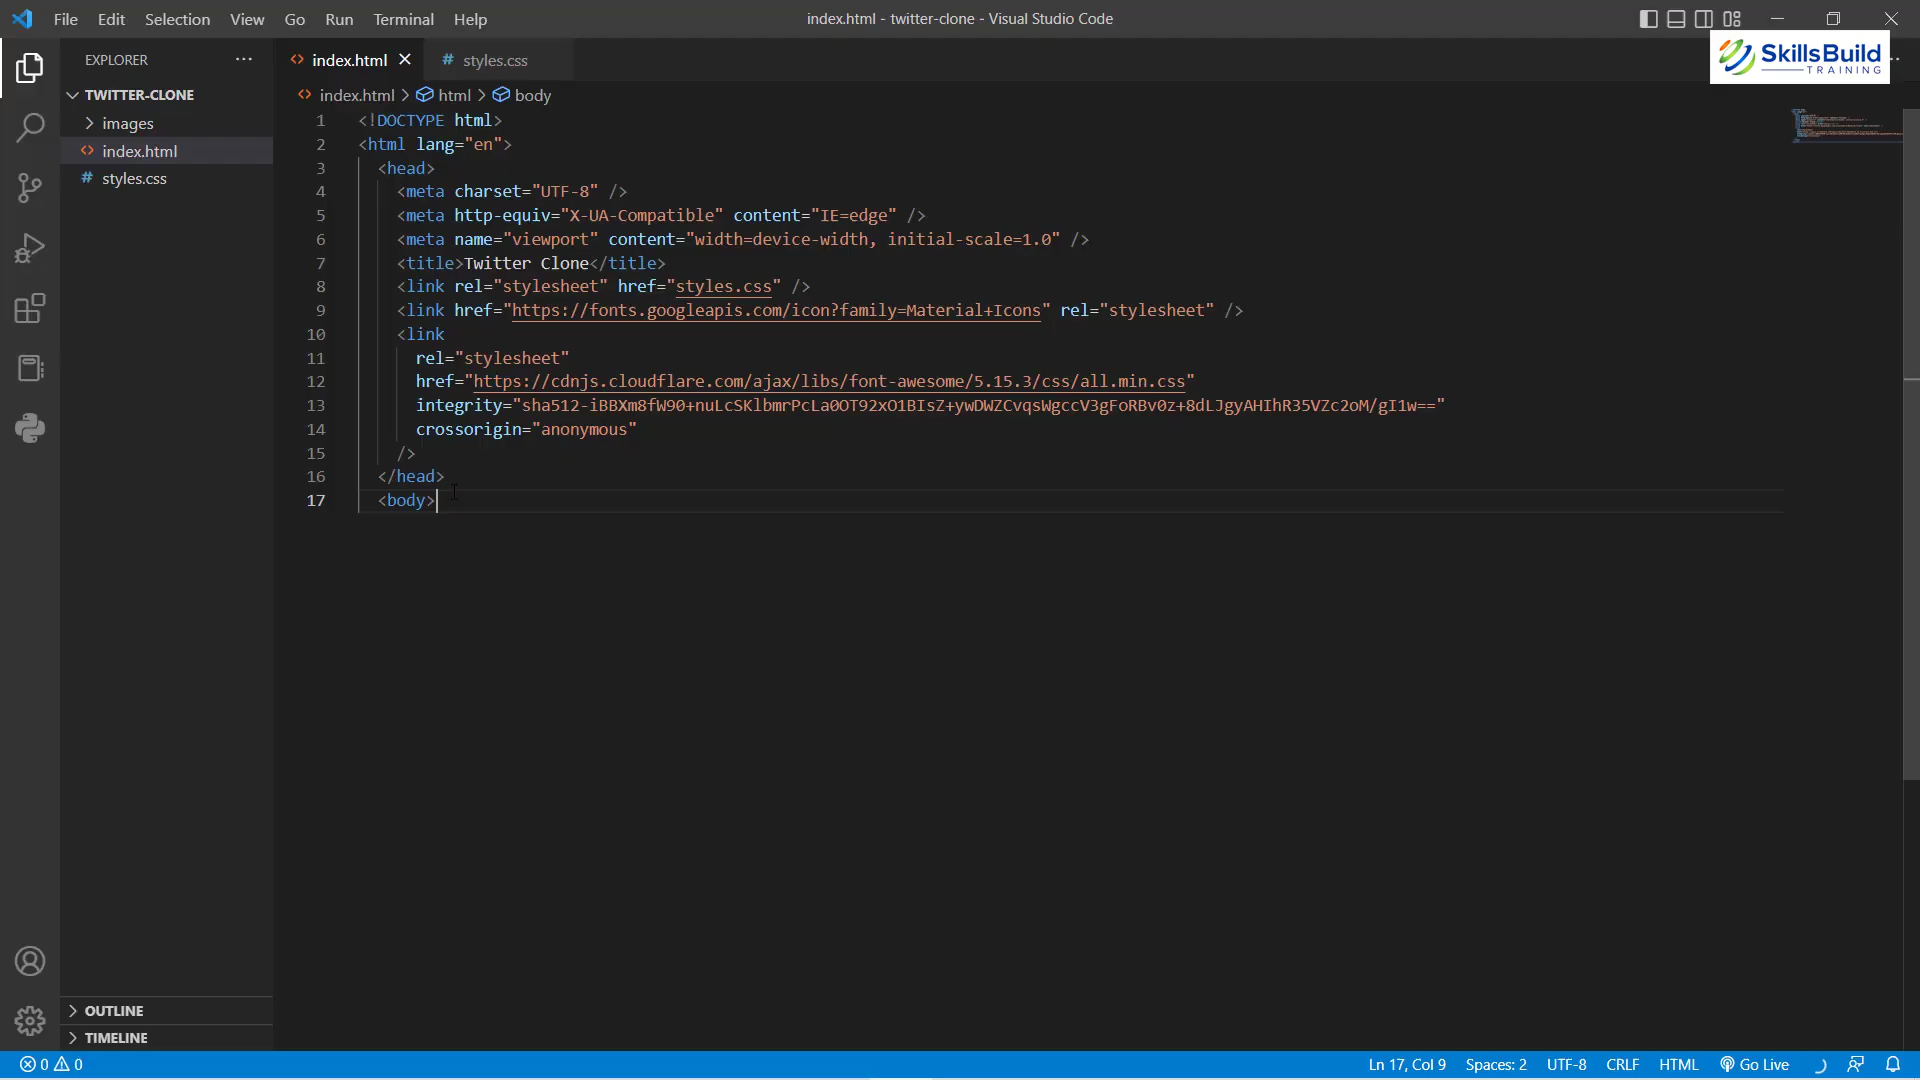 File Edit Selection View Go Run Terminal Help
index.html - twitter-clone - Visual Studio Code
SkillsBuild
TRAINING
EXPLORER
TWITTER-CLONE
images
index.html
styles.css
OUTLINE
TIMELINE
index.html
styles.css
index.html > html > body
1 <!DOCTYPE html>
2 <html lang="en">
3 <head>
4 <meta charset="UTF-8" />
5 <meta http-equiv="X-UA-Compatible" content="IE=edge" />
6 <meta name="viewport" content="width=device-width, initial-scale=1.0" />
7 <title>Twitter Clone</title>
8 <link rel="stylesheet" href="styles.css" />
9 <link href="https://fonts.googleapis.com/icon?family=Material+Icons" rel="stylesheet" />
10 <link
11 rel="stylesheet"
12 href="https://cdnjs.cloudflare.com/ajax/libs/font-awesome/5.15.3/css/all.min.css"
13 integrity="sha512-iBBXm8fW90+nuLcSKlbmrPcLa0OT92xO1BIsZ+ywDWZCvqsWgccV3gFoRBv0z+8dLJgyAHIhR35VZc2oM/gI1w=="
14 crossorigin="anonymous"
15 />
16 </head>
17 <body>
0 0
Ln 17, Col 9 Spaces: 2 UTF-8 CRLF HTML Go Live